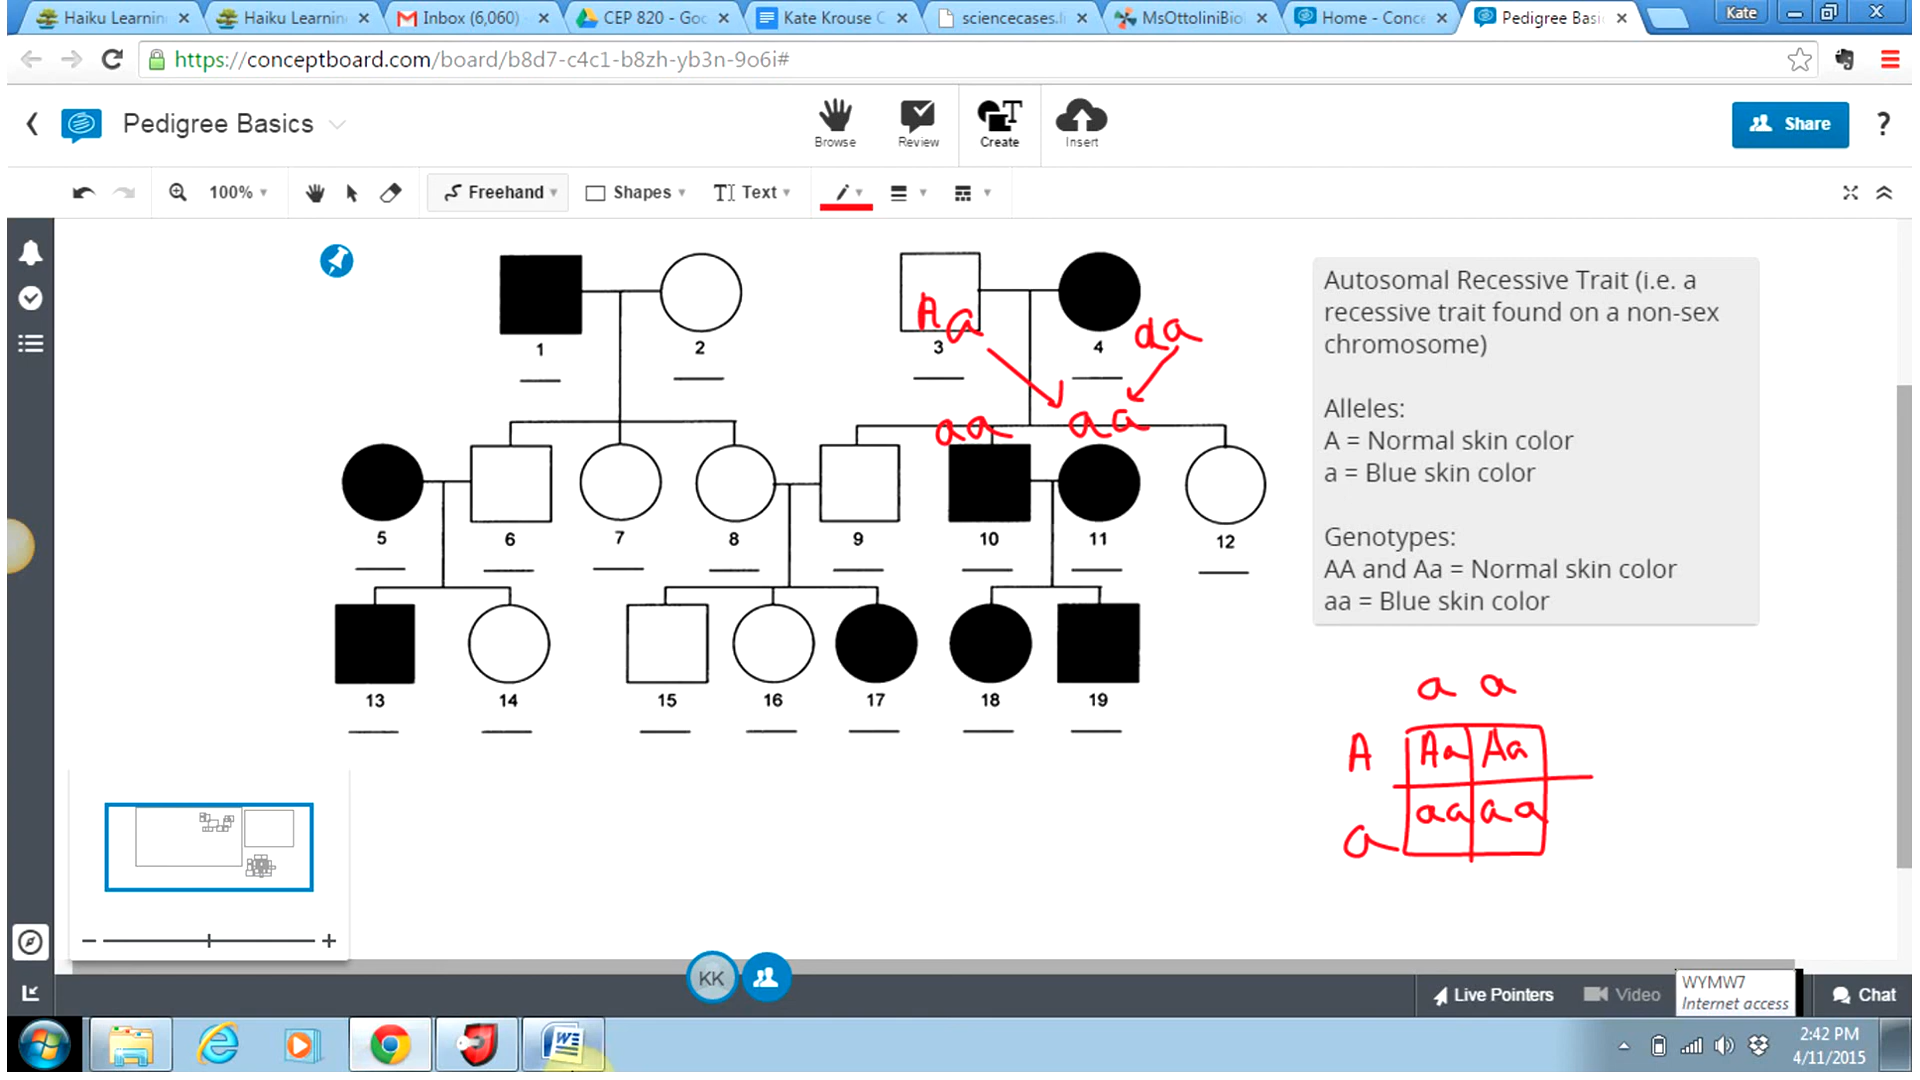 Haiku Learnin
Haiku Learnin
Inbox (6,060)
CEP 820 - Goo
Kate Krouse C
sciencecases.li
MsOttoliniBio
Home - Conce
Pedigree Basi
Kate
https://conceptboard.com/board/b8d7-c4c1-b8zh-yb3n-9o6i#
Pedigree Basics
Browse
Review
Create
Insert
Share
?
100%
Freehand
Shapes
Text
1
2
3
4
A a
aa
aa
aa
5
6
7
8
9
10
11
12
13
14
15
16
17
18
19
Autosomal Recessive Trait (i.e. a
recessive trait found on a non-sex
chromosome)
Alleles:
A = Normal skin color
a = Blue skin color
Genotypes:
AA and Aa = Normal skin color
aa = Blue skin color
a a
A Aa Aa
a aa aa
KK
Live Pointers
Video
WYMW7
Internet access
Chat
2:42 PM
4/11/2015